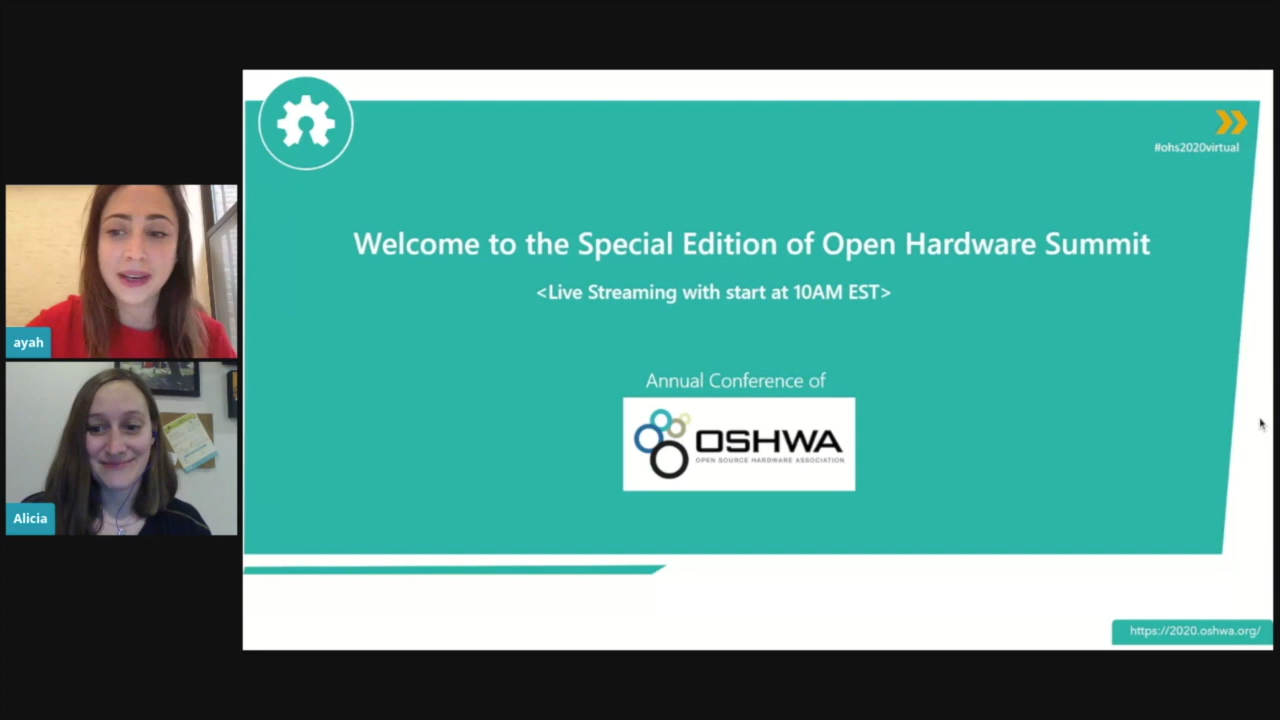 #ohs2020virtual
Welcome to the Special Edition of Open Hardware Summit
<Live Streaming with start at 10AM EST>
Annual Conference of
OSHWA
OPEN SOURCE HARDWARE ASSOCIATION
ayah
Alicia
https://2020.oshwa.org/